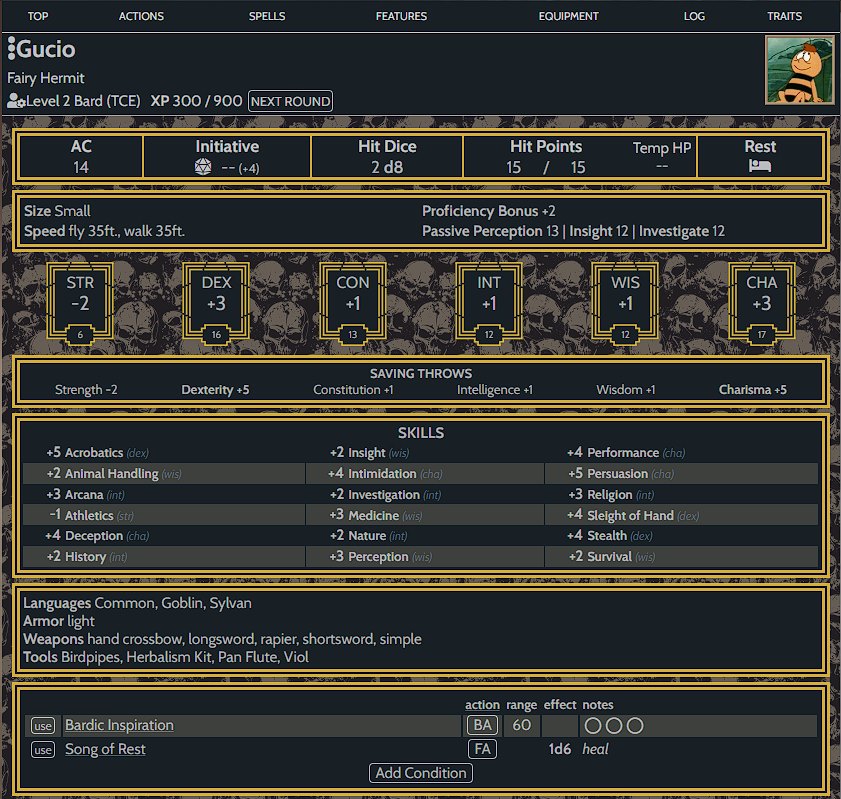 TOP ACTIONS SPELLS FEATURES EQUIPMENT LOG TRAITS
Gucio
Fairy Hermit
Level 2 Bard (TCE) XP 300 / 900 NEXT ROUND
AC Initiative Hit Dice Hit Points Temp HP Rest
14 -- (+4) 2 d8 15 / 15 --
Size Small Proficiency Bonus +2
Speed fly 35ft., walk 35ft. Passive Perception 13 | Insight 12 | Investigate 12
STR DEX CON INT WIS CHA
-2 +3 +1 +1 +1 +3
6 16 13 12 12 17
SAVING THROWS
Strength -2 Dexterity +5 Constitution +1 Intelligence +1 Wisdom +1 Charisma +5
SKILLS
+5 Acrobatics (dex) +2 Insight (wis) +4 Performance (cha)
+2 Animal Handling (wis) +4 Intimidation (cha) +5 Persuasion (cha)
+3 Arcana (int) +2 Investigation (int) +3 Religion (int)
-1 Athletics (str) +3 Medicine (wis) +4 Sleight of Hand (dex)
+4 Deception (cha) +2 Nature (int) +4 Stealth (dex)
+2 History (int) +3 Perception (wis) +2 Survival (wis)
Languages Common, Goblin, Sylvan
Armor light
Weapons hand crossbow, longsword, rapier, shortsword, simple
Tools Birdpipes, Herbalism Kit, Pan Flute, Viol
action range effect notes
use Bardic Inspiration BA 60
use Song of Rest FA 1d6 heal
Add Condition